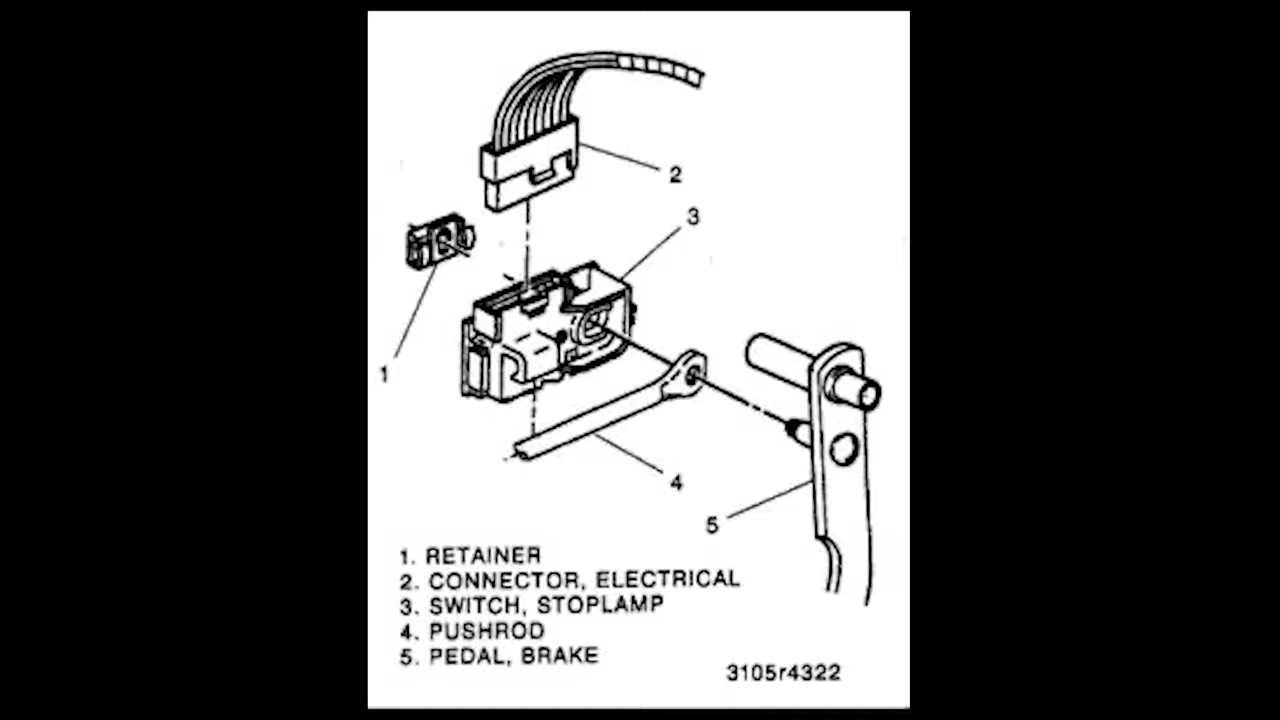 2
3
1
4
5
1. RETAINER
2. CONNECTOR, ELECTRICAL
3. SWITCH, STOPLAMP
4. PUSHROD
5. PEDAL, BRAKE
3105r4322